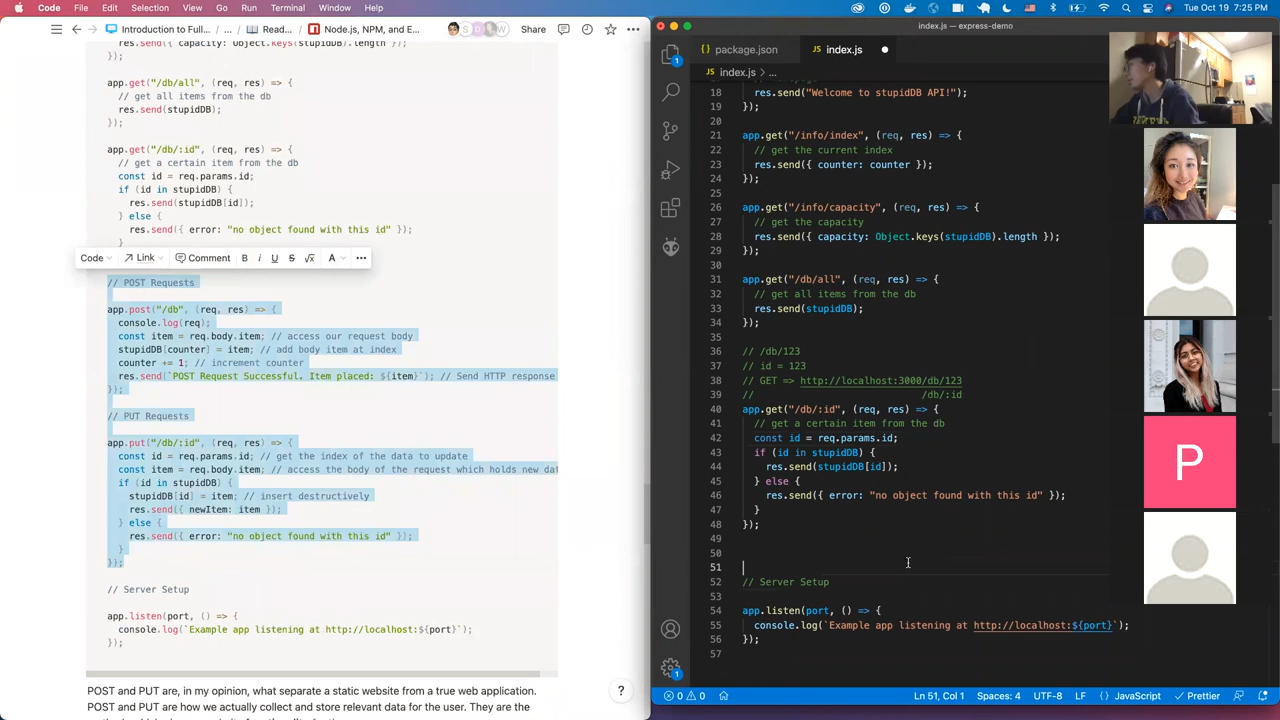 Chrome File Edit View History Bookmarks People Tab Window Help
Tue Oct 19 7:25 PM
Introduction to Full... / ... / Read... / Node.js, NPM, and E...
S D W Share
res.send({ capacity: Object.keys(stupidDB).length });
});
app.get("/db/all", (req, res) => {
// get all items from the db
res.send(stupidDB);
});
app.get("/db/:id", (req, res) => {
// get a certain item from the db
const id = req.params.id;
if (id in stupidDB) {
res.send(stupidDB[id]);
} else {
res.send({ error: "no object found with this id" });
}
Code Link Comment B i U S √x A •••
// POST Requests
app.post("/db", (req, res) => {
console.log(req);
const item = req.body.item; // access our request body
stupidDB[counter] = item; // add body item at index
counter += 1; // increment counter
res.send(`POST Request Successful. Item placed: ${item}`); // Send HTTP response
});
// PUT Requests
app.put("/db/:id", (req, res) => {
const id = req.params.id; // get the index of the data to update
const item = req.body.item; // access the body of the request which holds new dat
if (id in stupidDB) {
stupidDB[id] = item; // insert destructively
res.send({ newItem: item });
} else {
res.send({ error: "no object found with this id" });
}
});
// Server Setup
app.listen(port, () => {
console.log(`Example app listening at http://localhost:${port}`);
});
POST and PUT are, in my opinion, what separate a static website from a true web application.
POST and PUT are how we actually collect and store relevant data for the user. They are the
?
index.js — express-demo
package.json index.js
index.js > ...
18 res.send("Welcome to stupidDB API!");
19 });
20
21 app.get("/info/index", (req, res) => {
22 // get the current index
23 res.send({ counter: counter });
24 });
25
26 app.get("/info/capacity", (req, res) => {
27 // get the capacity
28 res.send({ capacity: Object.keys(stupidDB).length });
29 });
30
31 app.get("/db/all", (req, res) => {
32 // get all items from the db
33 res.send(stupidDB);
34 });
35
36 // /db/123
37 // id = 123
38 // GET => http://localhost:3000/db/123
39 // /db/:id
40 app.get("/db/:id", (req, res) => {
41 // get a certain item from the db
42 const id = req.params.id;
43 if (id in stupidDB) {
44 res.send(stupidDB[id]);
45 } else {
46 res.send({ error: "no object found with this id" });
47 }
48 });
49
50
51
52 // Server Setup
53
54 app.listen(port, () => {
55 console.log(`Example app listening at http://localhost:${port}`);
56 });
57
1
1
P
0 0 Ln 51, Col 1 Spaces: 4 UTF-8 LF JavaScript Prettier